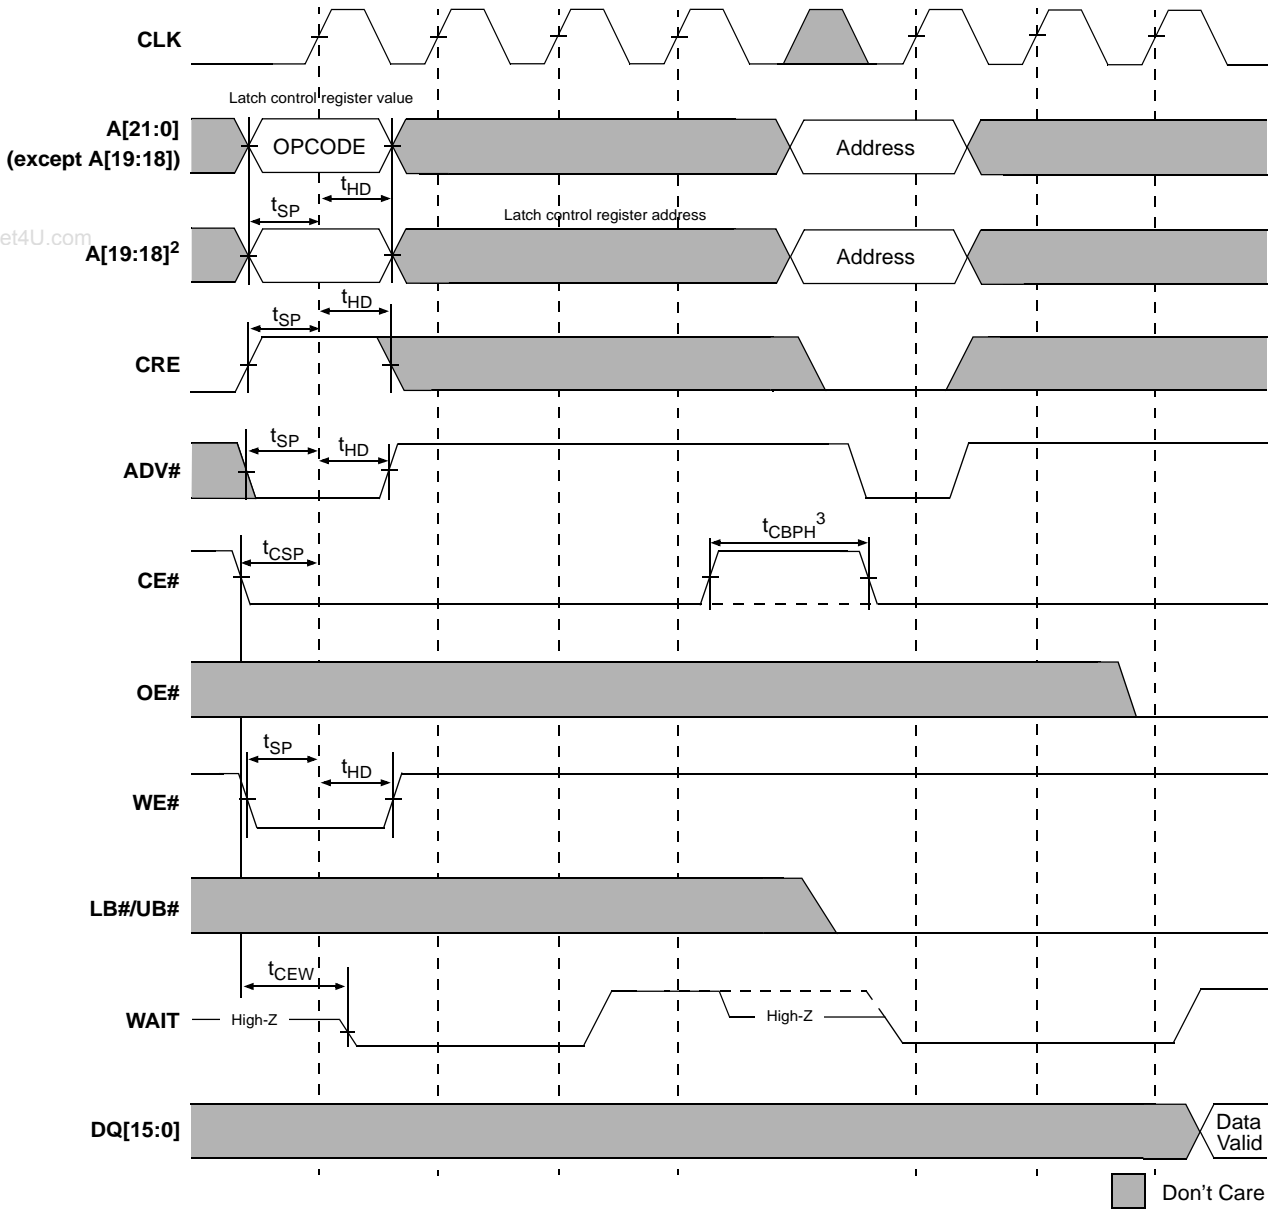 CLK
Latch control register value
A[21:0]
(except A[19:18])
OPCODE
Address
tHD
tSP
Latch control register address
et4U.com
A[19:18]2
Address
tHD
tSP
CRE
tSP
tHD
ADV#
tCBPH3
tCSP
CE#
OE#
tSP
tHD
WE#
LB#/UB#
tCEW
WAIT
High-Z
High-Z
DQ[15:0]
Data
Valid
Don't Care